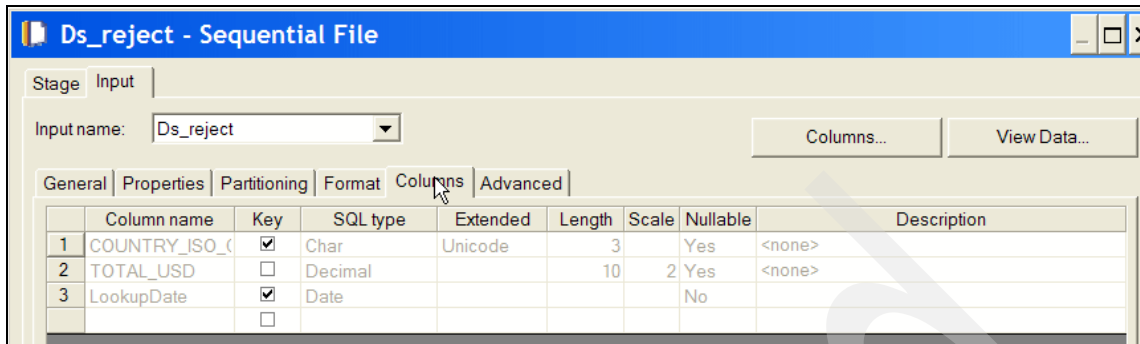 Ds_reject - Sequential File
Stage Input
Input name: Ds_reject Columns... View Data...
General Properties Partitioning Format Columns Advanced
Column name Key SQL type Extended Length Scale Nullable Description
1 COUNTRY_ISO_ Char Unicode 3 Yes <none>
2 TOTAL_USD Decimal 10 2 Yes <none>
3 LookupDate Date No